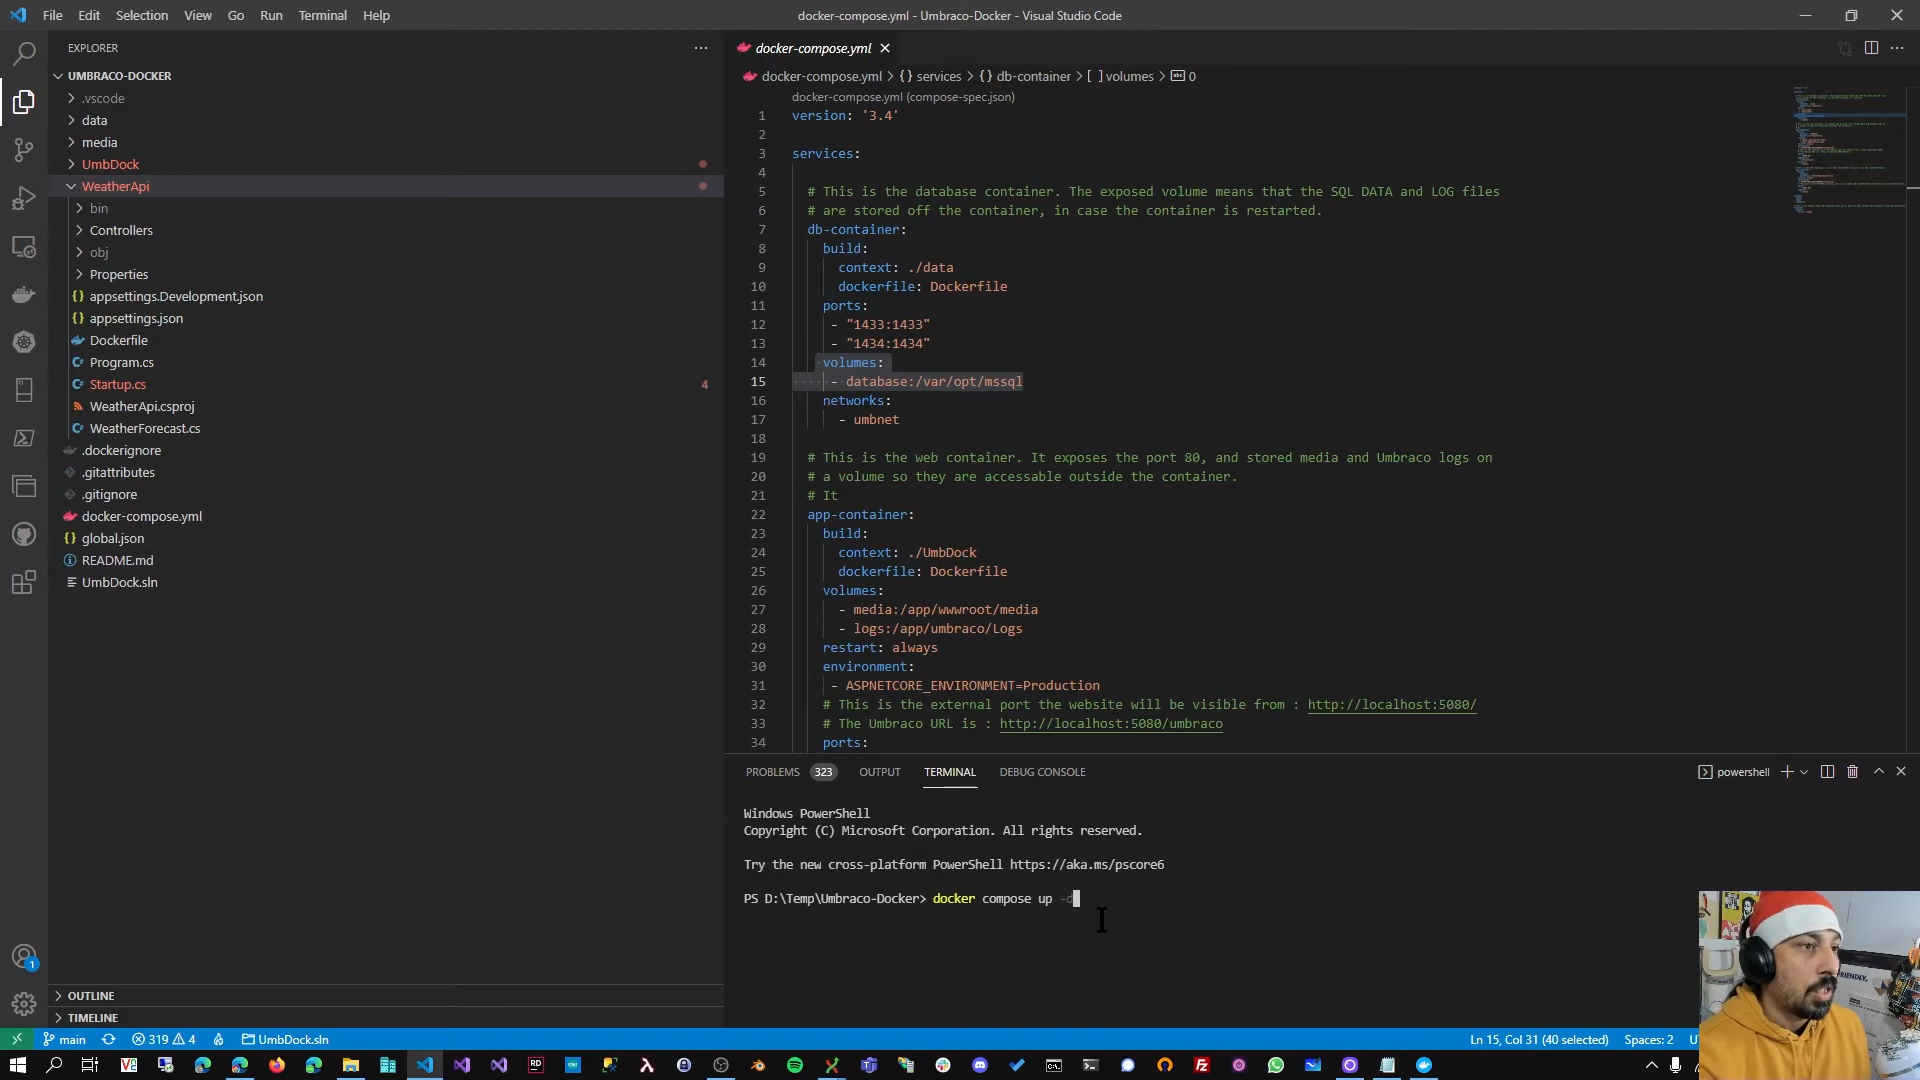 File Edit Selection View Go Run Terminal Help
docker-compose.yml - Umbraco-Docker - Visual Studio Code
EXPLORER
UMBRACO-DOCKER
.vscode
data
media
UmbDock
WeatherApi
bin
Controllers
obj
Properties
{} appsettings.Development.json
{} appsettings.json
Dockerfile
Program.cs
Startup.cs 4
WeatherApi.csproj
WeatherForecast.cs
.dockerignore
.gitattributes
.gitignore
docker-compose.yml
{} global.json
README.md
UmbDock.sln
OUTLINE
TIMELINE
docker-compose.yml
docker-compose.yml > {} services > {} db-container > [ ] volumes > abc 0
docker-compose.yml (compose-spec.json)
1 version: '3.4'
2
3 services:
4
5 # This is the database container. The exposed volume means that the SQL DATA and LOG files
6 # are stored off the container, in case the container is restarted.
7 db-container:
8 build:
9 context: ./data
10 dockerfile: Dockerfile
11 ports:
12 - "1433:1433"
13 - "1434:1434"
14 volumes:
15 - database:/var/opt/mssql
16 networks:
17 - umbnet
18
19 # This is the web container. It exposes the port 80, and stored media and Umbraco logs on
20 # a volume so they are accessable outside the container.
21 # It
22 app-container:
23 build:
24 context: ./UmbDock
25 dockerfile: Dockerfile
26 volumes:
27 - media:/app/wwwroot/media
28 - logs:/app/umbraco/Logs
29 restart: always
30 environment:
31 - ASPNETCORE_ENVIRONMENT=Production
32 # This is the external port the website will be visible from : http://localhost:5080/
33 # The Umbraco URL is : http://localhost:5080/umbraco
34 ports:
PROBLEMS 323 OUTPUT TERMINAL DEBUG CONSOLE
powershell
Windows PowerShell
Copyright (C) Microsoft Corporation. All rights reserved.
Try the new cross-platform PowerShell https://aka.ms/pscore6
PS D:\Temp\Umbraco-Docker> docker compose up -d
1
main 319 4 UmbDock.sln
Ln 15, Col 31 (40 selected) Spaces: 2